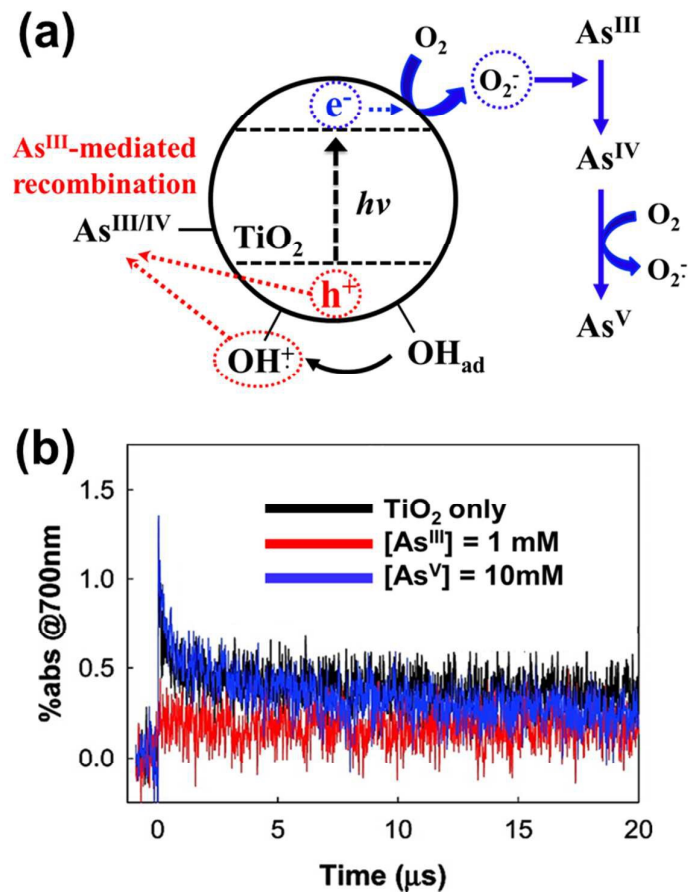 (a)
O₂
e⁻
O₂·⁻
Asᴵᴵᴵ
Asᴵᴵᴵ-mediated
recombination
hν
Asᴵⱽ
Asᴵᴵᴵ/ᴵⱽ
TiO₂
O₂
O₂·⁻
h⁺
OH·⁺
OH_ad
Asⱽ
(b)
%abs @700nm
1.5
1.0
0.5
0.0
TiO₂ only
[Asᴵᴵᴵ] = 1 mM
[Asⱽ] = 10mM
0 5 10 15 20
Time (μs)